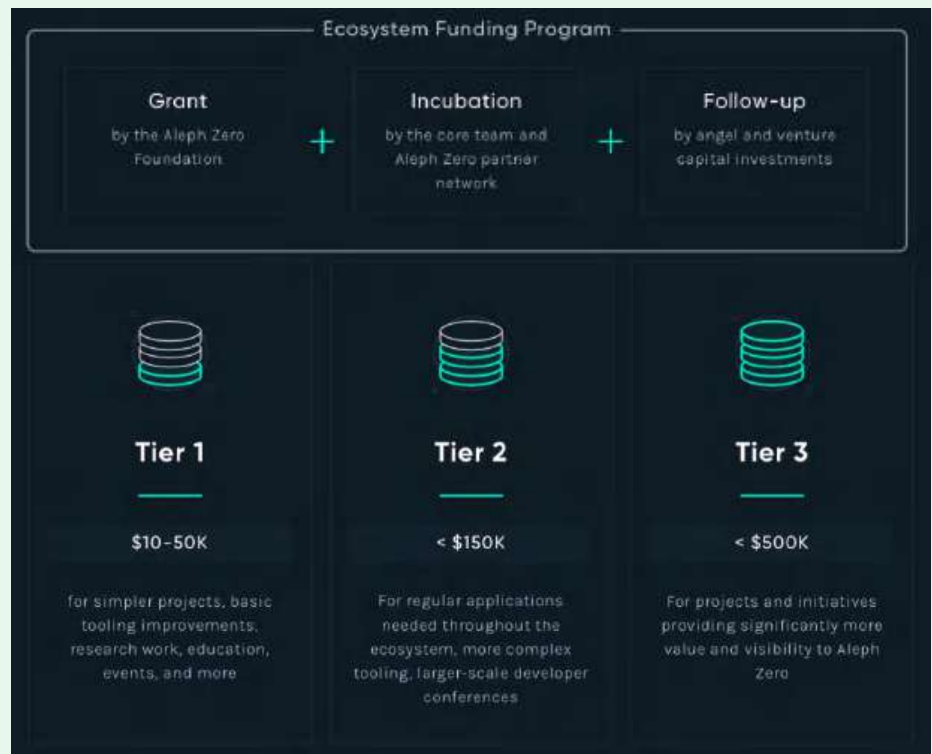 Ecosystem Funding Program
Grant
by the Aleph Zero
Foundation
Incubation
by the core team and
Aleph Zero partner
network
Follow-up
by angel and venture
capital investments
Tier 1
$10-50K
for simpler projects, basic
tooling improvements,
research work, education,
events, and more
Tier 2
< $150K
For regular applications
needed throughout the
ecosystem, more complex
tooling, larger-scale developer
conferences
Tier 3
< $500K
For projects and initiatives
providing significantly more
value and visibility to Aleph
Zero